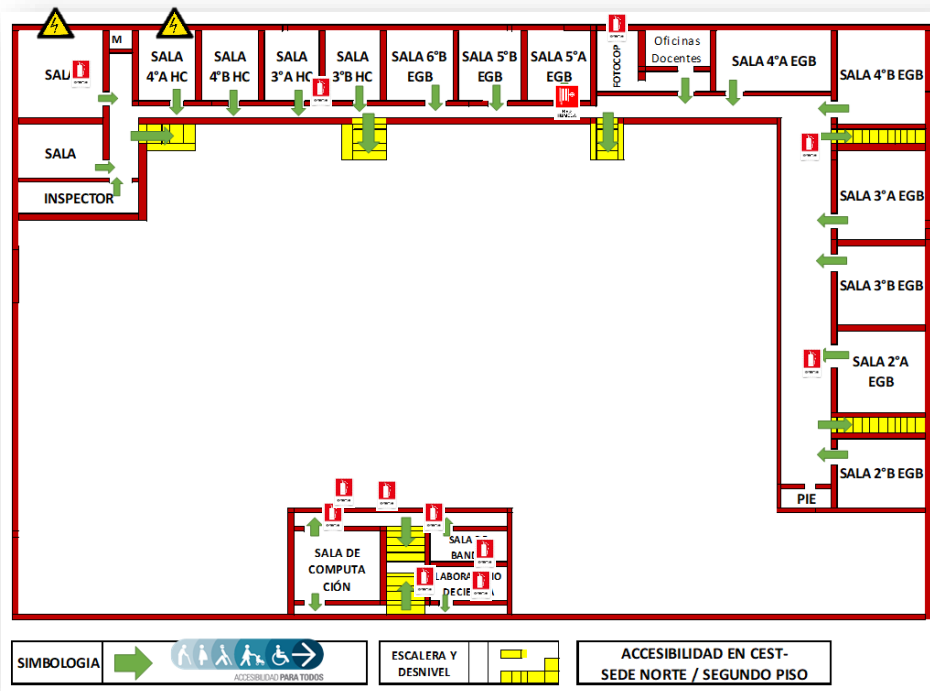 M
SALA
4°A HC
SALA
4°B HC
SALA
3°A HC
SALA
3°B HC
SALA 6°B
EGB
SALA 5°B
EGB
SALA 5°A
EGB
FOTOCOP
Oficinas
Docentes
SALA 4°A EGB
SALA 4°B EGB
SALA
INSPECTOR
SALA 3°A EGB
SALA 3°B EGB
SALA 2°A
EGB
SALA 2°B EGB
PIE
SALA DE
COMPUTA
CIÓN
SIMBOLOGIA
ACCESIBILIDAD PARA TODOS
ESCALERA Y
DESNIVEL
ACCESIBILIDAD EN CEST-
SEDE NORTE / SEGUNDO PISO